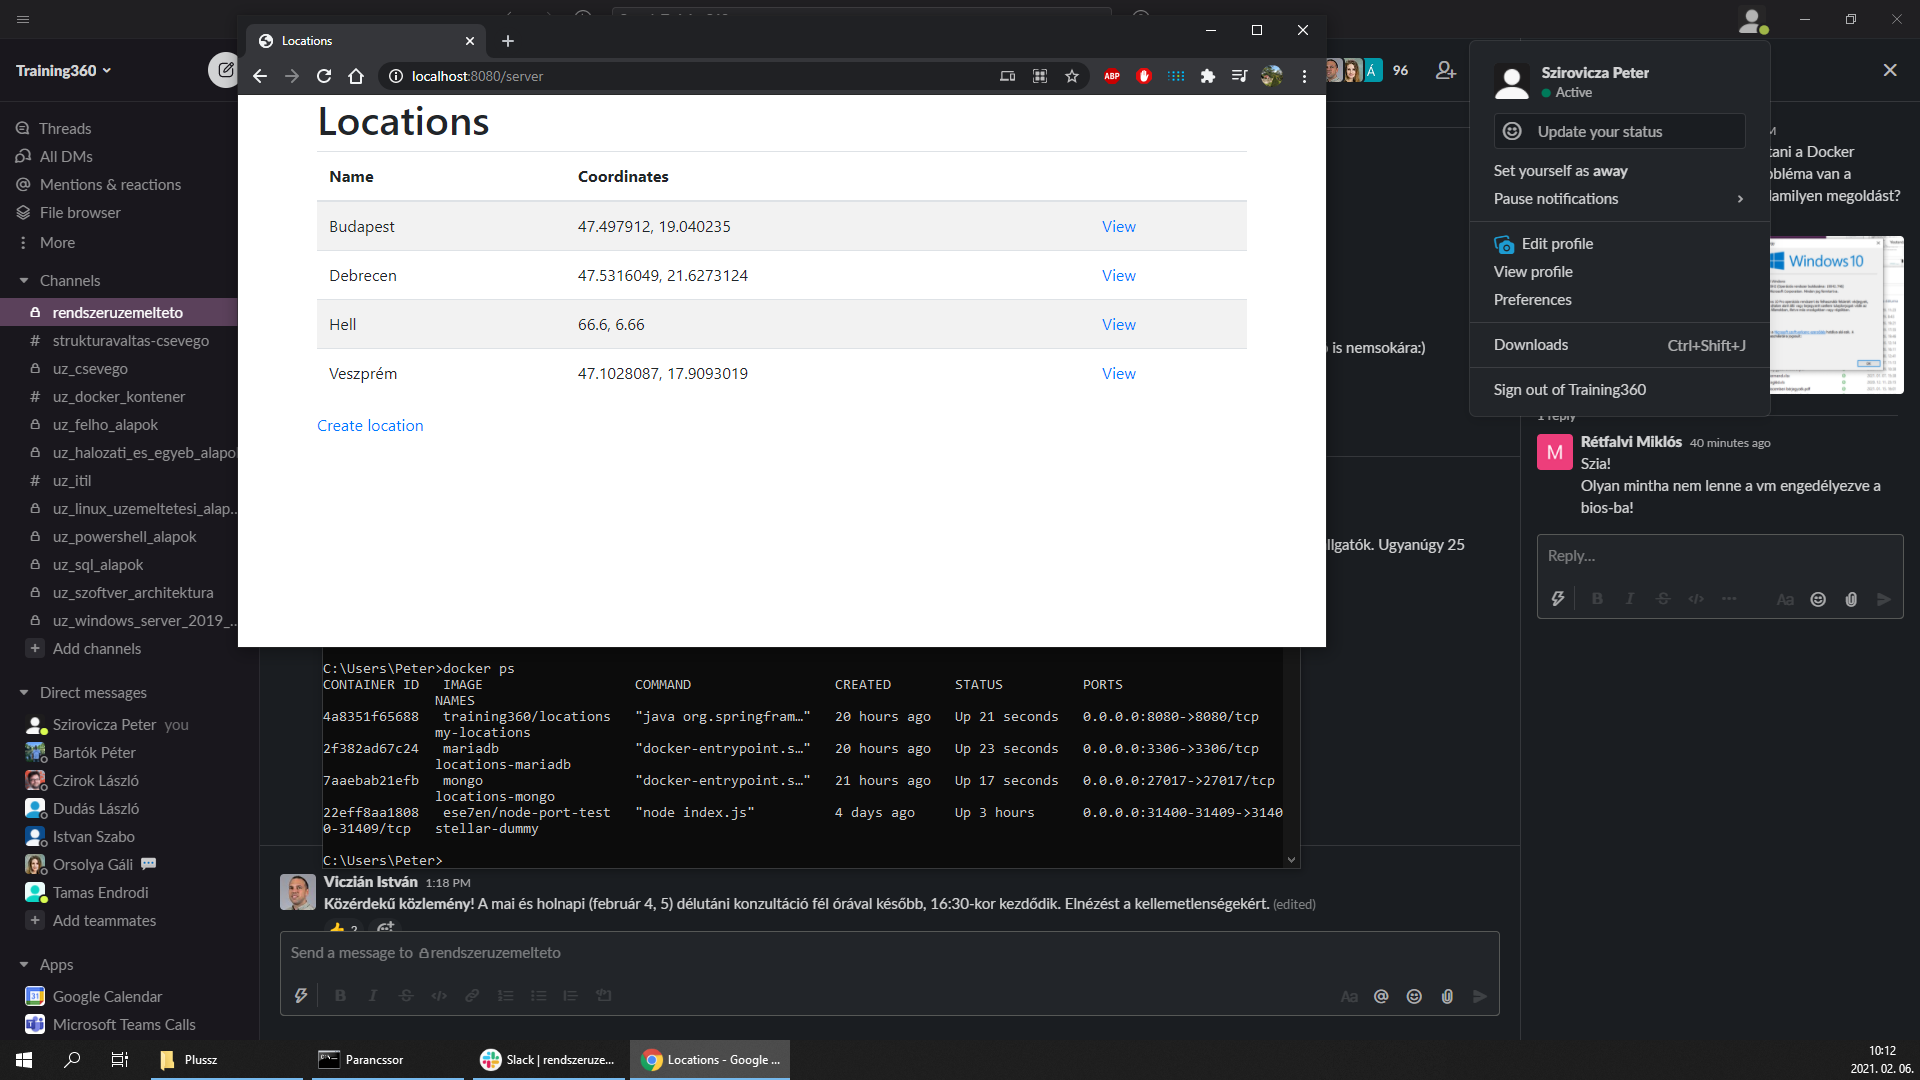 Training360
Threads
All DMs
Mentions & reactions
File browser
More
Channels
rendszeruzemelteto
strukturavaltas-csevego
uz_csevego
uz_docker_kontener
uz_felho_alapok
uz_halozati_es_egyeb_alapol
uz_itil
uz_linux_uzemeltetesi_alap...
uz_powershell_alapok
uz_sql_alapok
uz_szoftver_architektura
uz_windows_server_2019_...
Add channels
Direct messages
Szirovicza Peter you
Bartók Péter
Czirok László
Dudás László
Istvan Szabo
Orsolya Gáli
Tamas Endrodi
Add teammates
Apps
Google Calendar
Microsoft Teams Calls
Locations
localhost:8080/server
ABP
Locations
Name Coordinates
Budapest 47.497912, 19.040235 View
Debrecen 47.5316049, 21.6273124 View
Hell 66.6, 6.66 View
Veszprém 47.1028087, 17.9093019 View
Create location
C:\Users\Peter>docker ps
CONTAINER ID IMAGE COMMAND CREATED STATUS PORTS
NAMES
4a8351f65688 training360/locations "java org.springfram…" 20 hours ago Up 21 seconds 0.0.0.0:8080->8080/tcp
my-locations
2f382ad67c24 mariadb "docker-entrypoint.s…" 20 hours ago Up 23 seconds 0.0.0.0:3306->3306/tcp
locations-mariadb
7aaebab21efb mongo "docker-entrypoint.s…" 21 hours ago Up 17 seconds 0.0.0.0:27017->27017/tcp
locations-mongo
22eff8aa1808 ese7en/node-port-test "node index.js" 4 days ago Up 3 hours 0.0.0.0:31400-31409->3140
0-31409/tcp stellar-dummy
C:\Users\Peter>
Viczián István 1:18 PM
Közérdekű közlemény! A mai és holnapi (február 4, 5) délutáni konzultáció fél órával később, 16:30-kor kezdődik. Elnézést a kellemetlenségekért. (edited)
2
Send a message to rendszeruzemelteto
B I S </> Aa @
Á 96
is nemsokára:)
llgatók. Ugyanúgy 25
Szirovicza Peter
Active
Update your status
Set yourself as away
Pause notifications
Edit profile
View profile
Preferences
Downloads Ctrl+Shift+J
Sign out of Training360
M
tani a Docker
obléma van a
lamilyen megoldást?
Windows 10
1 reply
M
Rétfalvi Miklós 40 minutes ago
Szia!
Olyan mintha nem lenne a vm engedélyezve a
bios-ba!
Reply...
B I S </> Aa
Plussz
Parancssor
Slack | rendszeruze...
Locations - Google ...
10:12
2021. 02. 06.